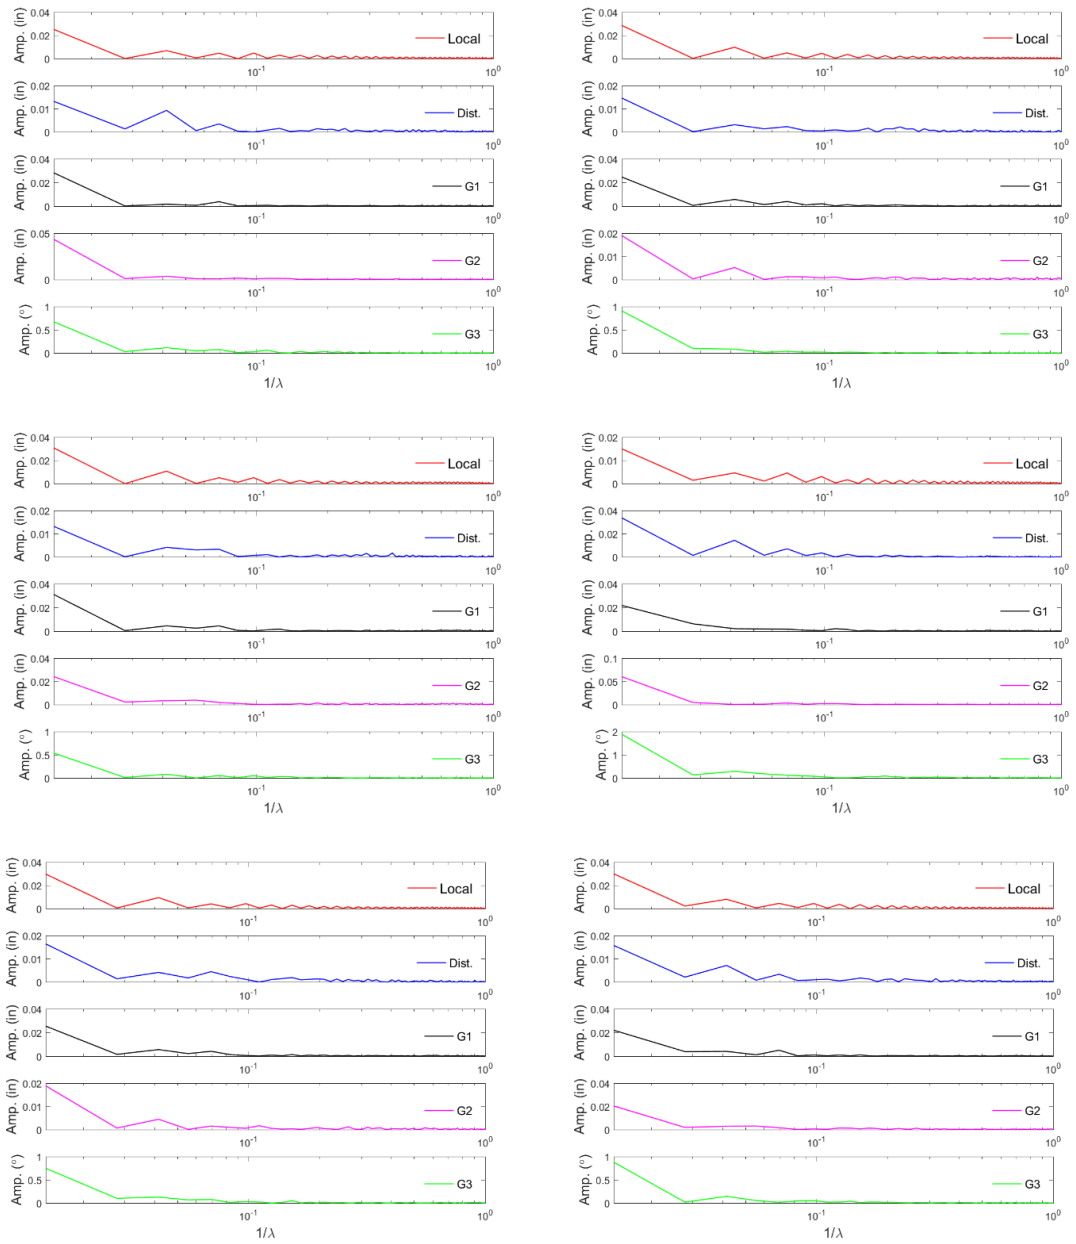 Amp. (in) 0.04 0.02 0 Local 10^-1 10^0
Amp. (in) 0.02 0.01 0 Dist. 10^-1 10^0
Amp. (in) 0.04 0.02 0 G1 10^-1 10^0
Amp. (in) 0.05 0 G2 10^-1 10^0
Amp. (°) 1 0.5 0 G3 10^-1 10^0
1/λ
Amp. (in) 0.04 0.02 0 Local 10^-1 10^0
Amp. (in) 0.02 0.01 0 Dist. 10^-1 10^0
Amp. (in) 0.04 0.02 0 G1 10^-1 10^0
Amp. (in) 0.02 0.01 0 G2 10^-1 10^0
Amp. (°) 1 0.5 0 G3 10^-1 10^0
1/λ
Amp. (in) 0.04 0.02 0 Local 10^-1 10^0
Amp. (in) 0.02 0.01 0 Dist. 10^-1 10^0
Amp. (in) 0.04 0.02 0 G1 10^-1 10^0
Amp. (in) 0.04 0.02 0 G2 10^-1 10^0
Amp. (°) 1 0.5 0 G3 10^-1 10^0
1/λ
Amp. (in) 0.02 0.01 0 Local 10^-1 10^0
Amp. (in) 0.04 0.02 0 Dist. 10^-1 10^0
Amp. (in) 0.04 0.02 0 G1 10^-1 10^0
Amp. (in) 0.1 0.05 0 G2 10^-1 10^0
Amp. (°) 2 1 0 G3 10^-1 10^0
1/λ
Amp. (in) 0.04 0.02 0 Local 10^-1 10^0
Amp. (in) 0.02 0.01 0 Dist. 10^-1 10^0
Amp. (in) 0.04 0.02 0 G1 10^-1 10^0
Amp. (in) 0.02 0.01 0 G2 10^-1 10^0
Amp. (°) 1 0.5 0 G3 10^-1 10^0
1/λ
Amp. (in) 0.04 0.02 0 Local 10^-1 10^0
Amp. (in) 0.02 0.01 0 Dist. 10^-1 10^0
Amp. (in) 0.04 0.02 0 G1 10^-1 10^0
Amp. (in) 0.04 0.02 0 G2 10^-1 10^0
Amp. (°) 1 0.5 0 G3 10^-1 10^0
1/λ